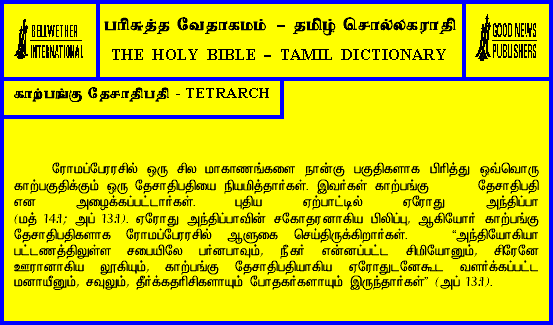 BELLWETHER
INTERNATIONAL
பரிசுத்த வேதாகமம் – தமிழ் சொல்லகராதி
THE HOLY BIBLE – TAMIL DICTIONARY
GOOD NEWS
PUBLISHERS
காற்பங்கு தேசாதிபதி - TETRARCH
ரோமப்பேரரசில் ஒரு சில மாகாணங்களை நான்கு பகுதிகளாக பிரித்து ஒவ்வொரு
காற்பகுதிக்கும் ஒரு தேசாதிபதியை நியமித்தார்கள். இவர்கள் காற்பங்கு தேசாதிபதி
என அழைக்கப்பட்டார்கள். புதிய ஏற்பாட்டில் ஏரோது அந்திப்பா
(மத் 14:1; அப் 13:1). ஏரோது அந்திப்பாவின் சகோதரனாகிய பிலிப்பு, ஆகியோர் காற்பங்கு
தேசாதிபதிகளாக ரோமப்பேரரசில் ஆளுகை செய்திருக்கிறார்கள். “அந்தியோகியா
பட்டணத்திலுள்ள சபையிலே பர்னபாவும், நீகர் என்னப்பட்ட சிமியோனும், சிரேனே
ஊரானாகிய லூகியும், காற்பங்கு தேசாதிபதியாகிய ஏரோதுடனேகூட வளர்க்கப்பட்ட
மனாயீனும், சவுலும், தீர்க்கதரிசிகளாயும் போதகர்களாயும் இருந்தார்கள்” (அப் 13:1).